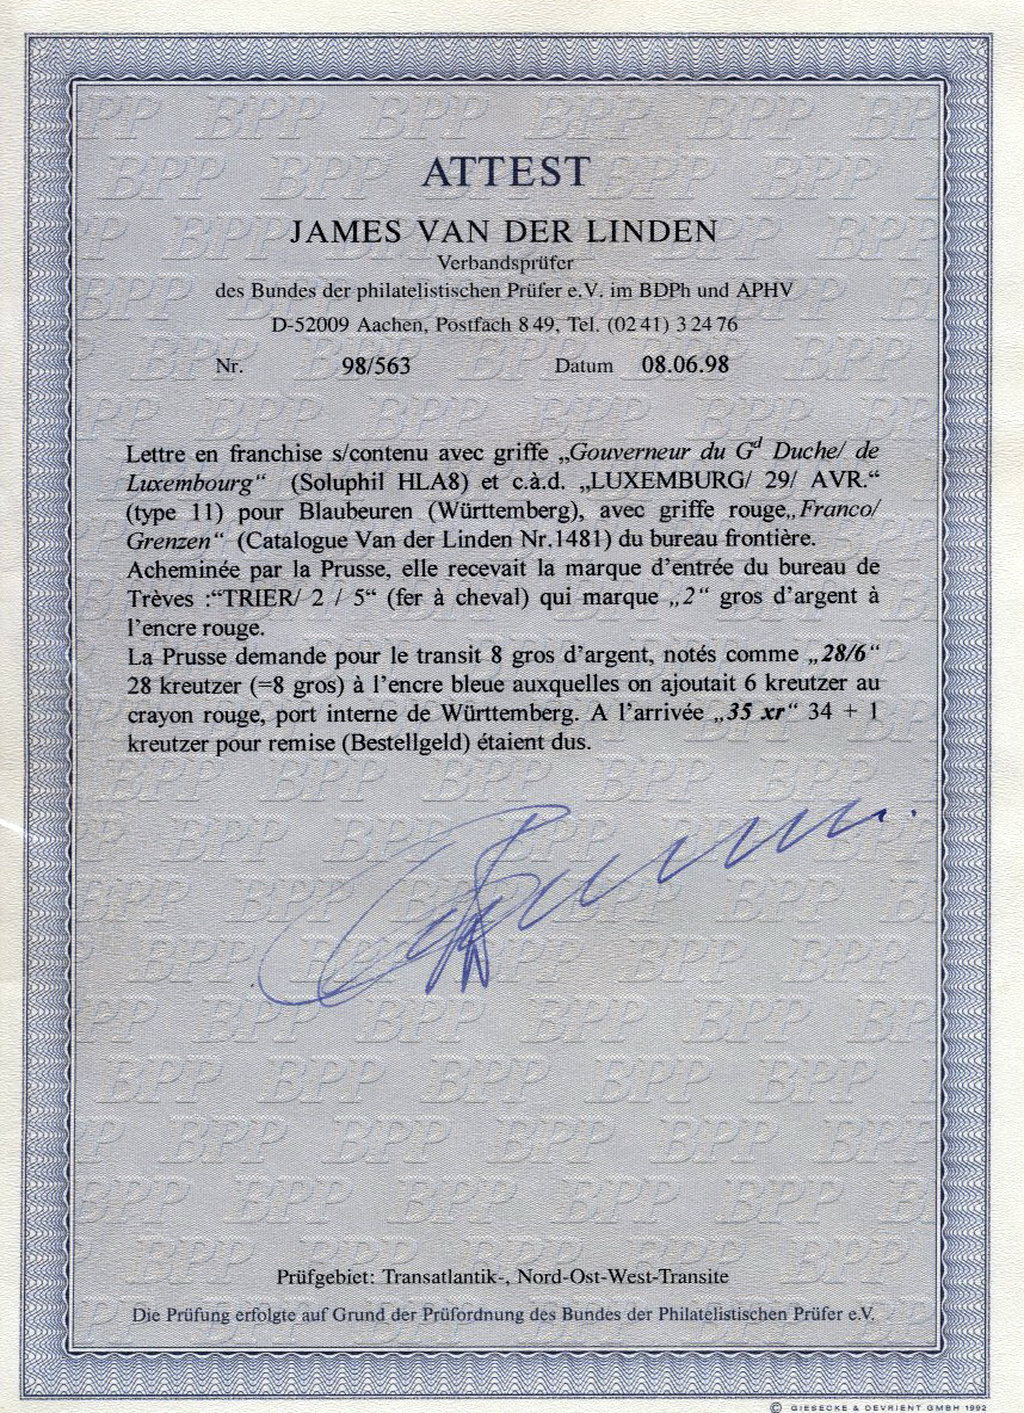 ATTEST
JAMES VAN DER LINDEN
Verbandsprüfer
des Bundes der philatelistischen Prüfer e.V. im BDPh und APHV
D-52009 Aachen, Postfach 8 49, Tel. (02 41) 3 24 76
Nr. 98/563 Datum 08.06.98
Lettre en franchise s/contenu avec griffe „Gouverneur du Gd Duche/ de
Luxembourg“ (Soluphil HLA8) et c.à.d. „LUXEMBURG/ 29/ AVR.“
(type 11) pour Blaubeuren (Württemberg), avec griffe rouge„Franco/
Grenzen“ (Catalogue Van der Linden Nr.1481) du bureau frontière.
Acheminée par la Prusse, elle recevait la marque d’entrée du bureau de
Trèves :“TRIER/ 2 / 5“ (fer à cheval) qui marque „2“ gros d’argent à
l’encre rouge.
La Prusse demande pour le transit 8 gros d’argent, notés comme „28/6“
28 kreutzer (=8 gros) à l’encre bleue auxquelles on ajoutait 6 kreutzer au
crayon rouge, port interne de Württemberg. A l’arrivée „35 xr“ 34 + 1
kreutzer pour remise (Bestellgeld) étaient dus.
Prüfgebiet: Transatlantik-, Nord-Ost-West-Transite
Die Prüfung erfolgte auf Grund der Prüfordnung des Bundes der Philatelistischen Prüfer e.V.
© GIESECKE & DEVRIENT GMBH 1992